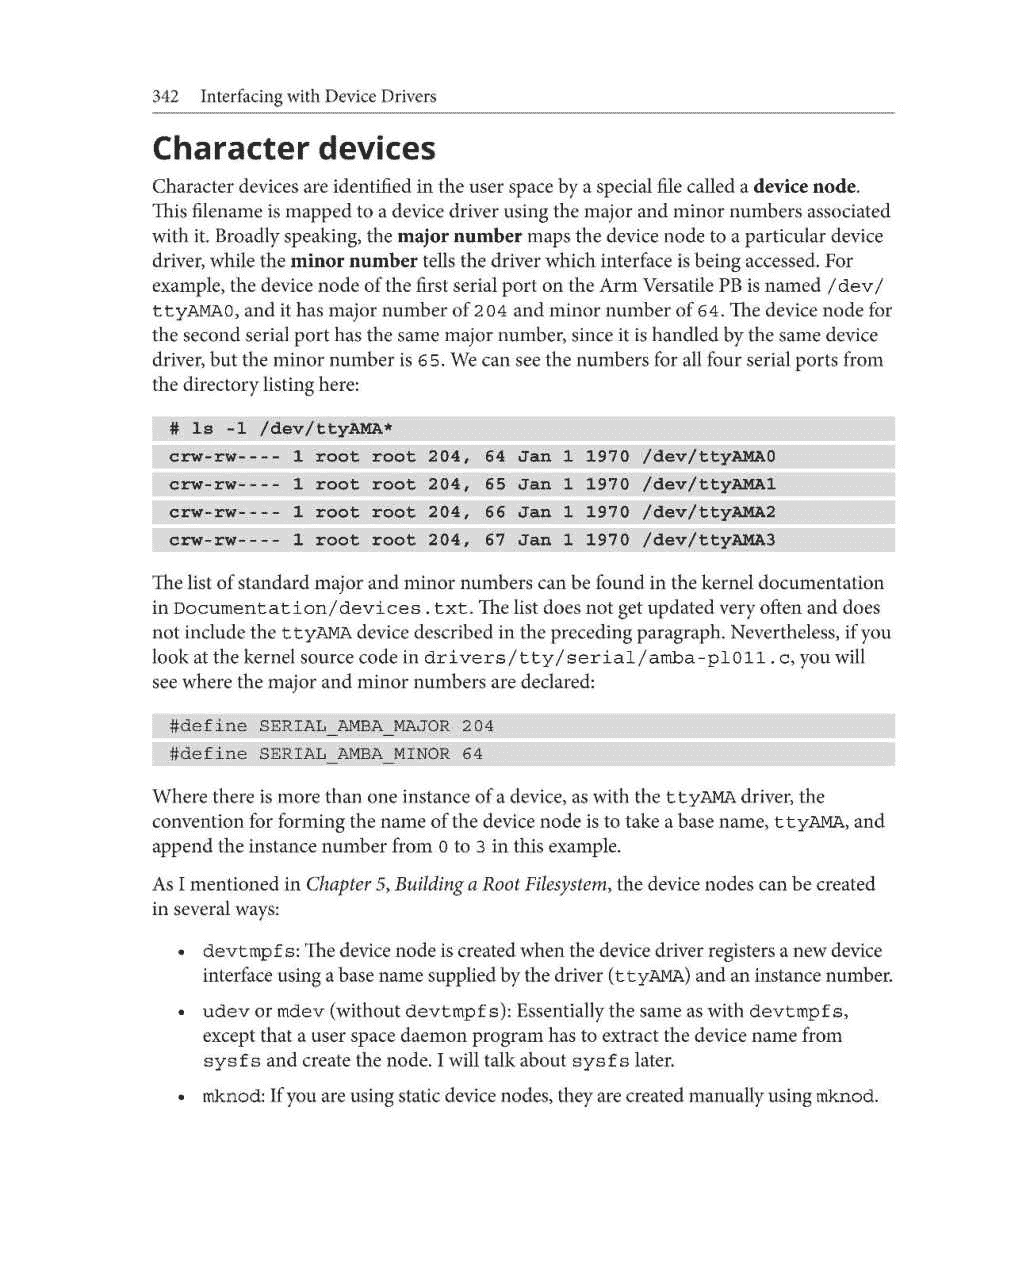 342 Interfacing with Device Drivers
Character devices
Character devices are identified in the user space by a special file called a device node.
This filename is mapped to a device driver using the major and minor numbers associated
with it. Broadly speaking, the major number maps the device node to a particular device
driver, while the minor number tells the driver which interface is being accessed. For
example, the device node of the first serial port on the Arm Versatile PB is named /dev/
ttyAMA0, and it has major number of 204 and minor number of 64. The device node for
the second serial port has the same major number, since it is handled by the same device
driver, but the minor number is 65. We can see the numbers for all four serial ports from
the directory listing here:
# ls -l /dev/ttyAMA*
crw-rw---- 1 root root 204, 64 Jan 1 1970 /dev/ttyAMA0
crw-rw---- 1 root root 204, 65 Jan 1 1970 /dev/ttyAMA1
crw-rw---- 1 root root 204, 66 Jan 1 1970 /dev/ttyAMA2
crw-rw---- 1 root root 204, 67 Jan 1 1970 /dev/ttyAMA3
The list of standard major and minor numbers can be found in the kernel documentation
in Documentation/devices.txt. The list does not get updated very often and does
not include the ttyAMA device described in the preceding paragraph. Nevertheless, if you
look at the kernel source code in drivers/tty/serial/amba-pl011.c, you will
see where the major and minor numbers are declared:
#define SERIAL_AMBA_MAJOR 204
#define SERIAL_AMBA_MINOR 64
Where there is more than one instance of a device, as with the ttyAMA driver, the
convention for forming the name of the device node is to take a base name, ttyAMA, and
append the instance number from 0 to 3 in this example.
As I mentioned in Chapter 5, Building a Root Filesystem, the device nodes can be created
in several ways:
• devtmpfs: The device node is created when the device driver registers a new device
interface using a base name supplied by the driver (ttyAMA) and an instance number.
• udev or mdev (without devtmpfs): Essentially the same as with devtmpfs,
except that a user space daemon program has to extract the device name from
sysfs and create the node. I will talk about sysfs later.
• mknod: If you are using static device nodes, they are created manually using mknod.